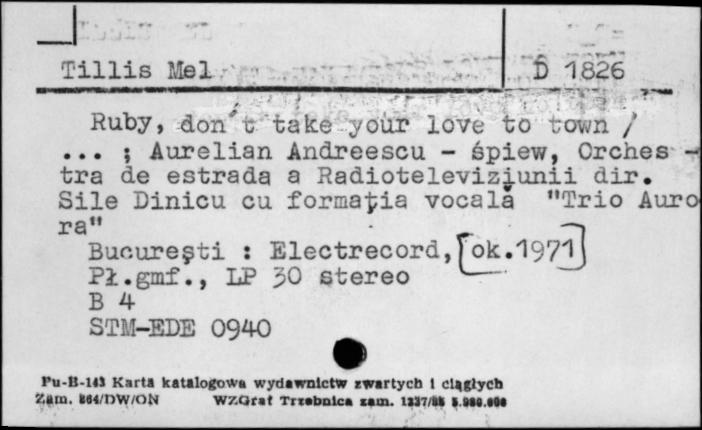 Tillis Mel D 1826
Ruby, don't take your love to town /
... ; Aurelian Andreescu - śpiew, Orches -
tra de estrada a Radioteleviziunii dir.
Sile Dinicu cu formaţia vocală "Trio Auro
ra"
Bucureşti : Electrecord, [ok.1971]
Pł.gmf., LP 30 stereo
B 4
STM-EDE 0940
Pu-B-143 Karta katalogowa wydawnictw zwartych i ciągłych
Zam. 864/DW/ON WZGraf Trzebnica zam.